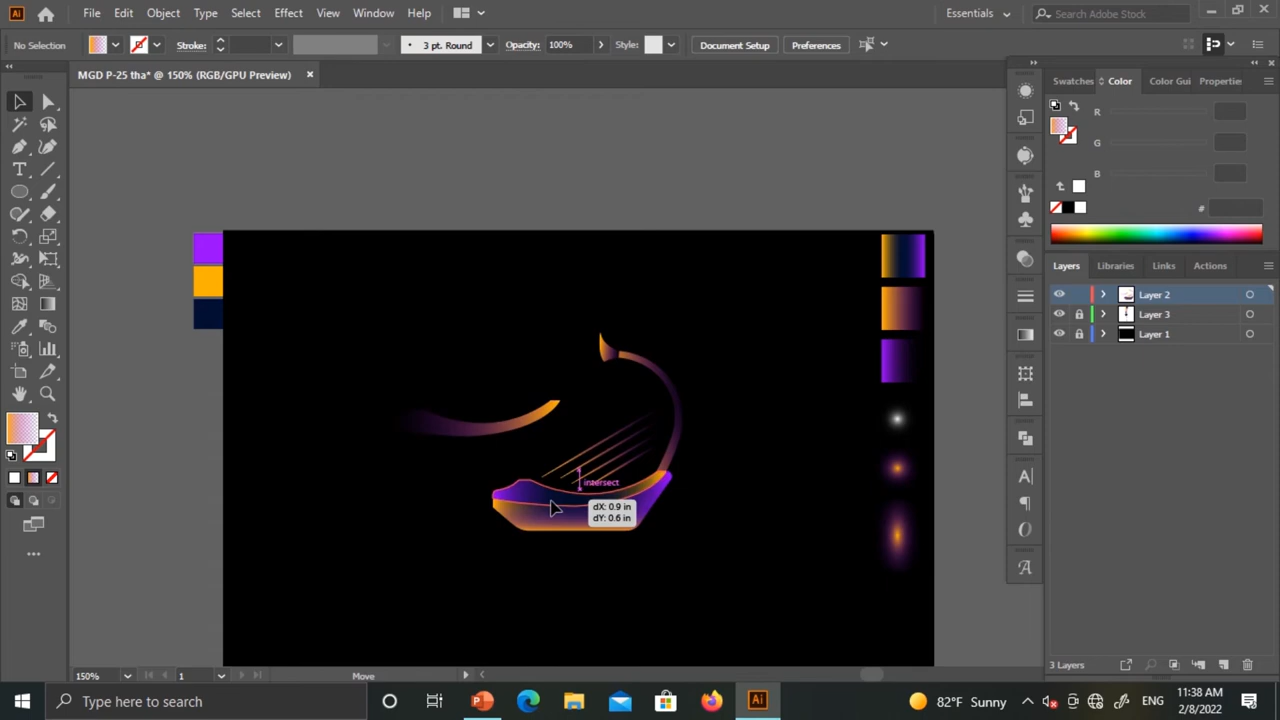 Ai File Edit Object Type Select Effect View Window Help Essentials Search Adobe Stock
No Selection Stroke: 3 pt. Round Opacity: 100% Style: Document Setup Preferences
MGD P-25 tha* @ 150% (RGB/GPU Preview)
Swatches Color Color Gui Propertie
R
G
B
#
Layers Libraries Links Actions
Layer 2
Layer 3
Layer 1
intersect
dX: 0.9 in
dY: 0.6 in
3 Layers
150% 1 Move
Type here to search
Ai
82°F Sunny
ENG
11:38 AM
2/8/2022